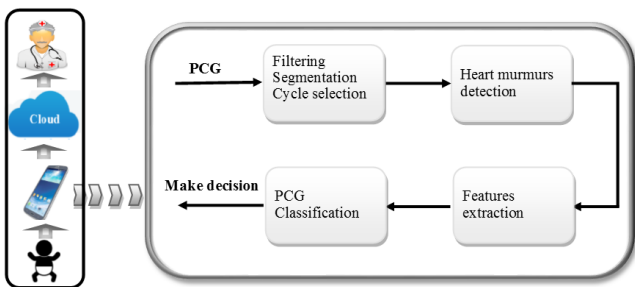 Cloud
PCG
Filtering
Segmentation
Cycle selection
Heart murmurs
detection
Features
extraction
PCG
Classification
Make decision